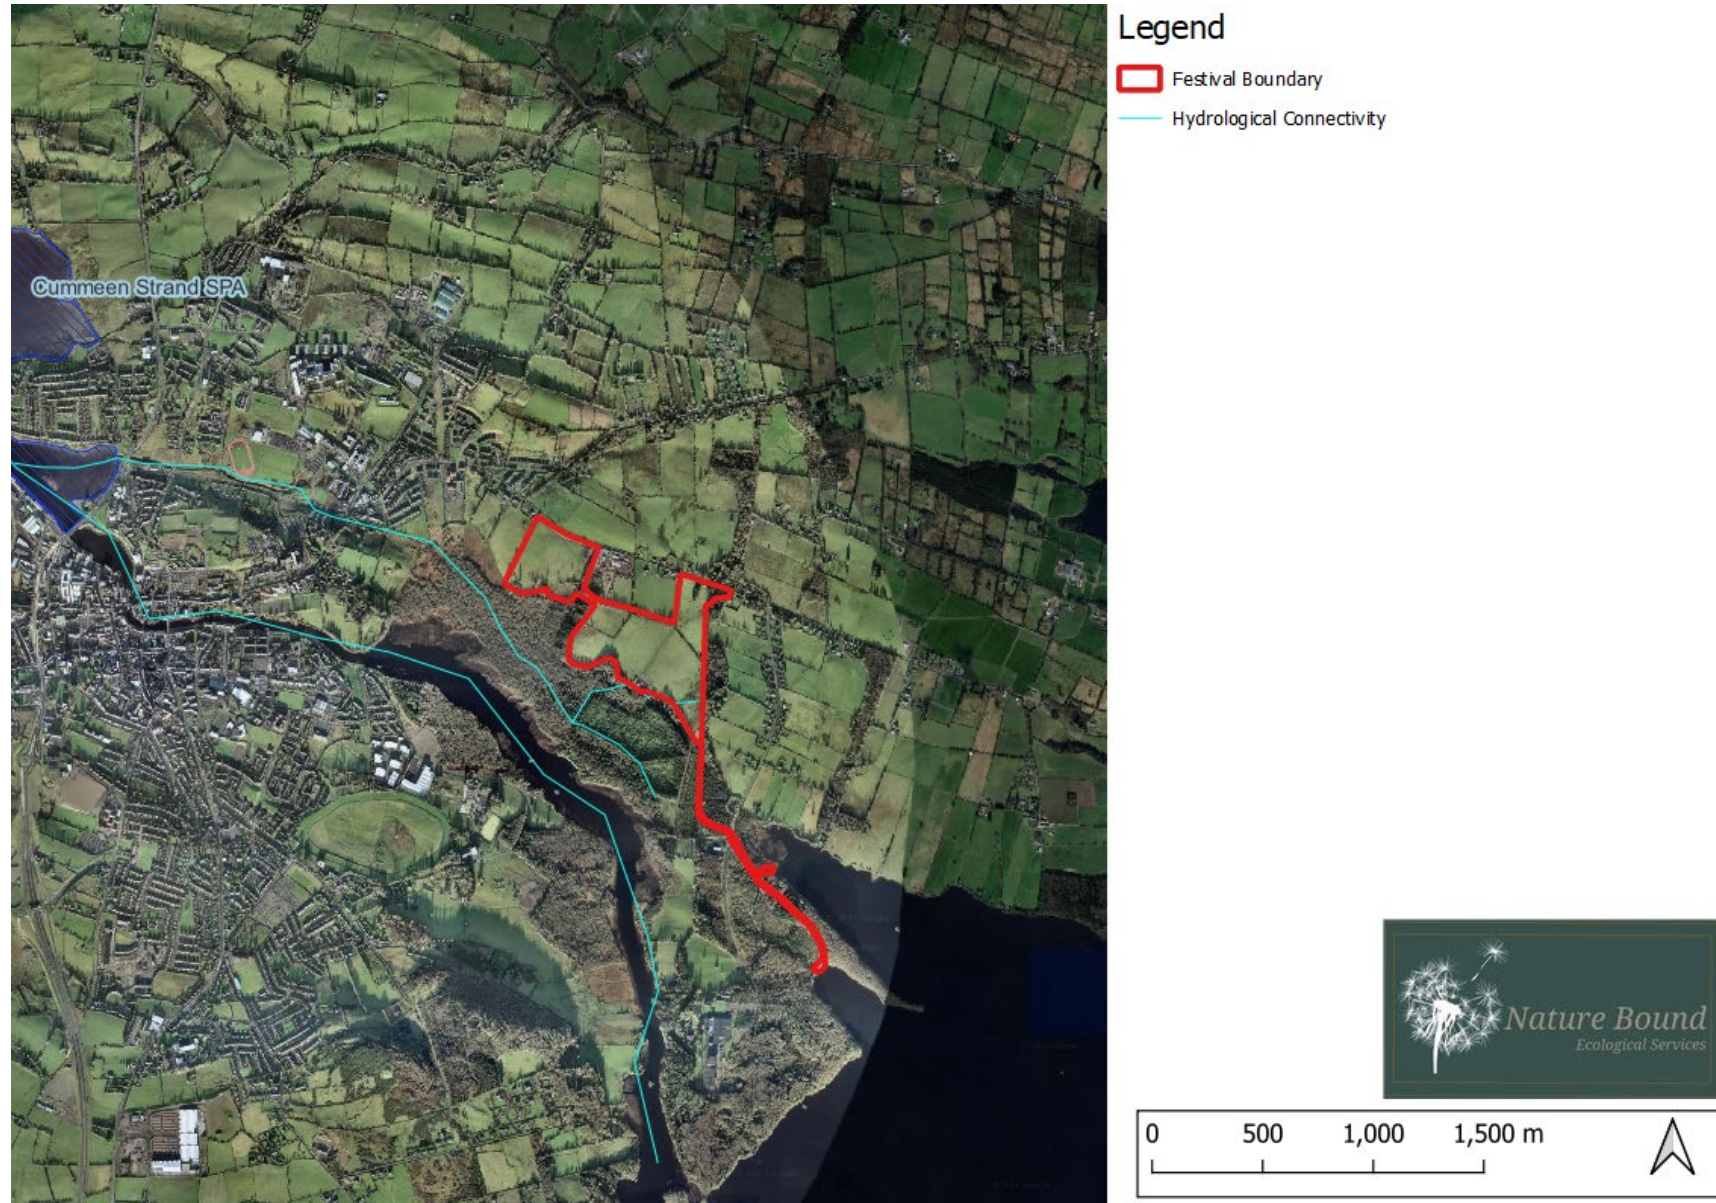 Legend
Festival Boundary
Hydrological Connectivity
Cummeen Strand SPA
Nature Bound
Ecological Services
0 500 1,000 1,500 m